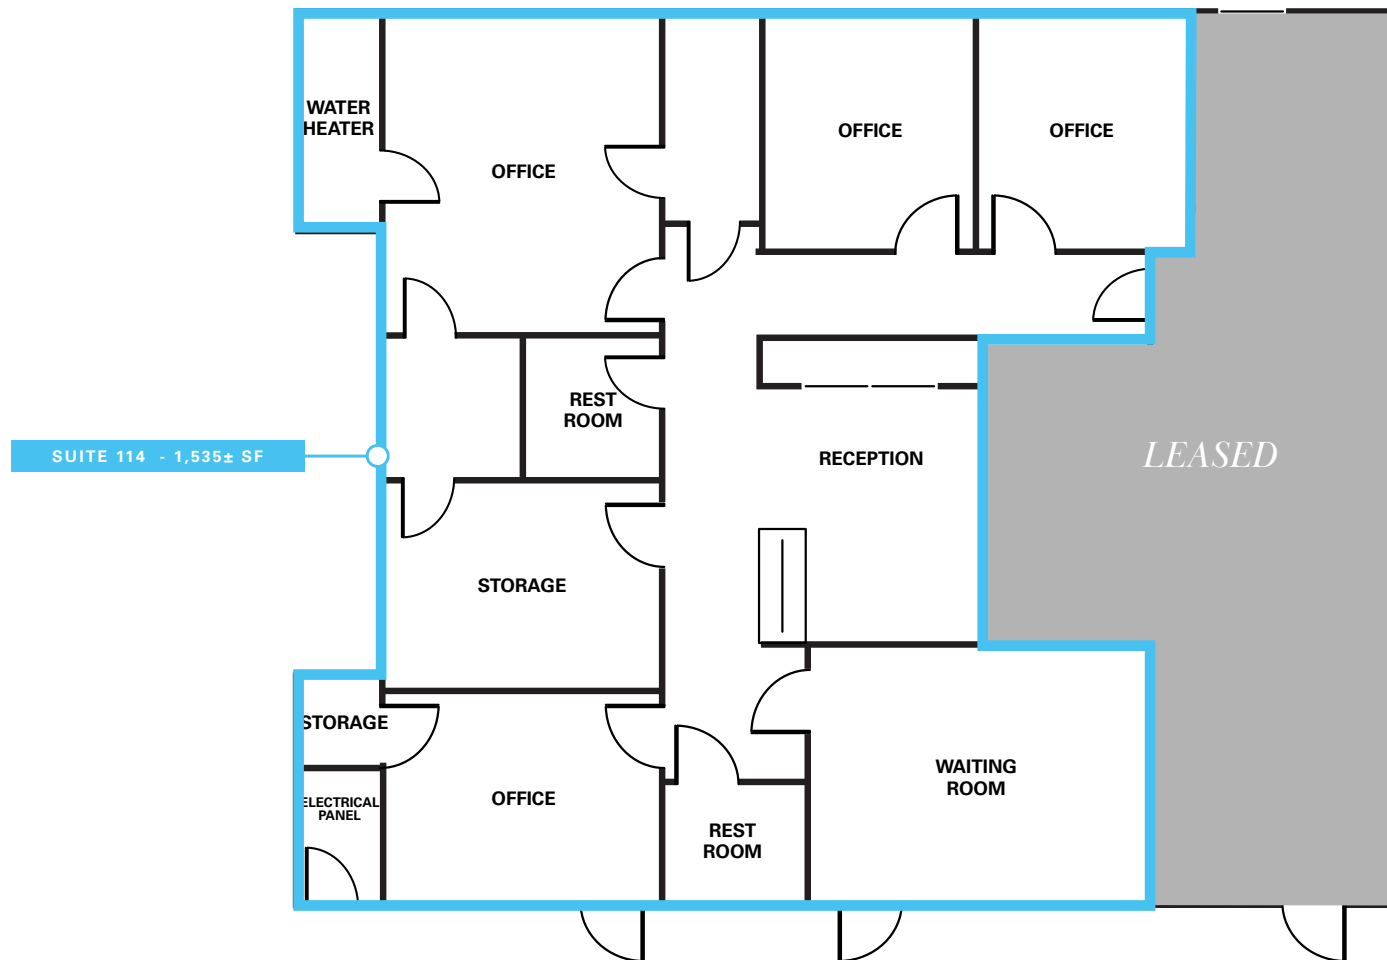 WATER
HEATER
OFFICE
OFFICE
OFFICE
REST
ROOM
SUITE 114 - 1,535± SF
RECEPTION
LEASED
STORAGE
STORAGE
ELECTRICAL
PANEL
OFFICE
WAITING
ROOM
REST
ROOM